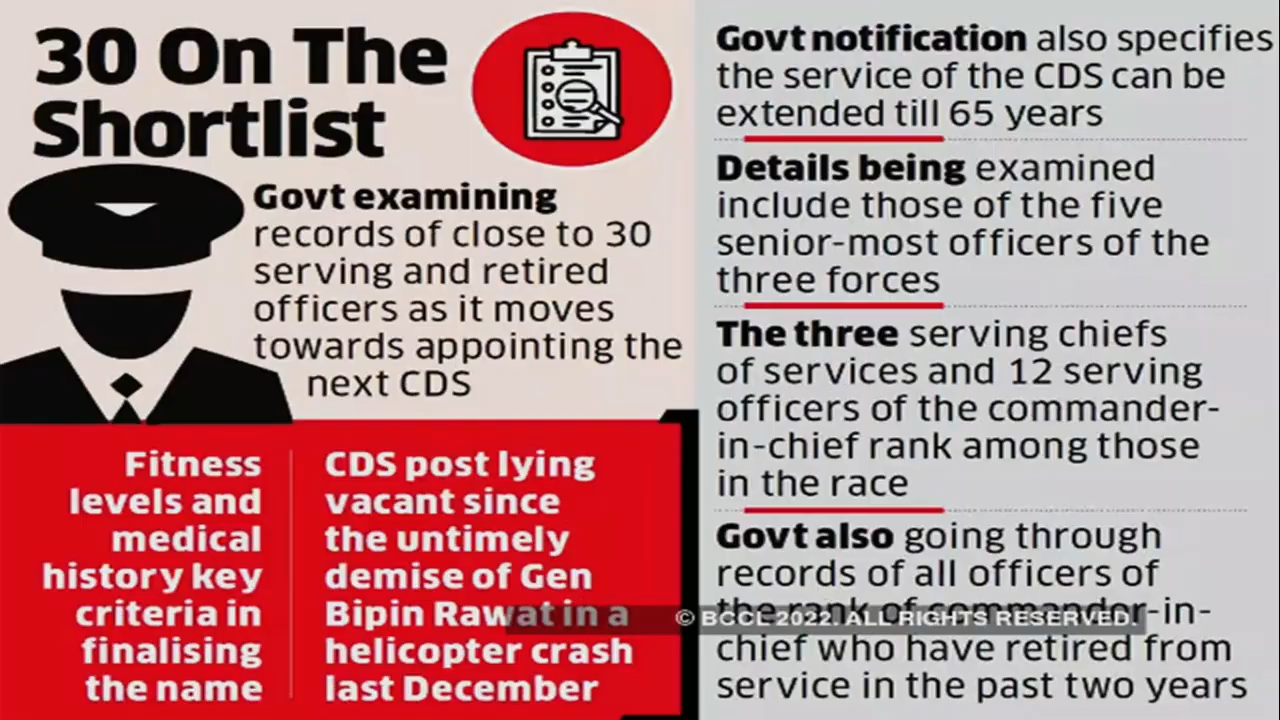 30 On The
Shortlist
Govt examining
records of close to 30
serving and retired
officers as it moves
towards appointing the
next CDS
Fitness
levels and
medical
history key
criteria in
finalising
the name
CDS post lying
vacant since
the untimely
demise of Gen
Bipin Rawat in a
helicopter crash
last December
Govt notification also specifies
the service of the CDS can be
extended till 65 years
Details being examined
include those of the five
senior-most officers of the
three forces
The three serving chiefs
of services and 12 serving
officers of the commander-
in-chief rank among those
in the race
Govt also going through
records of all officers of
the rank of commander-in-
chief who have retired from
service in the past two years
© BCCL 2022. ALL RIGHTS RESERVED.